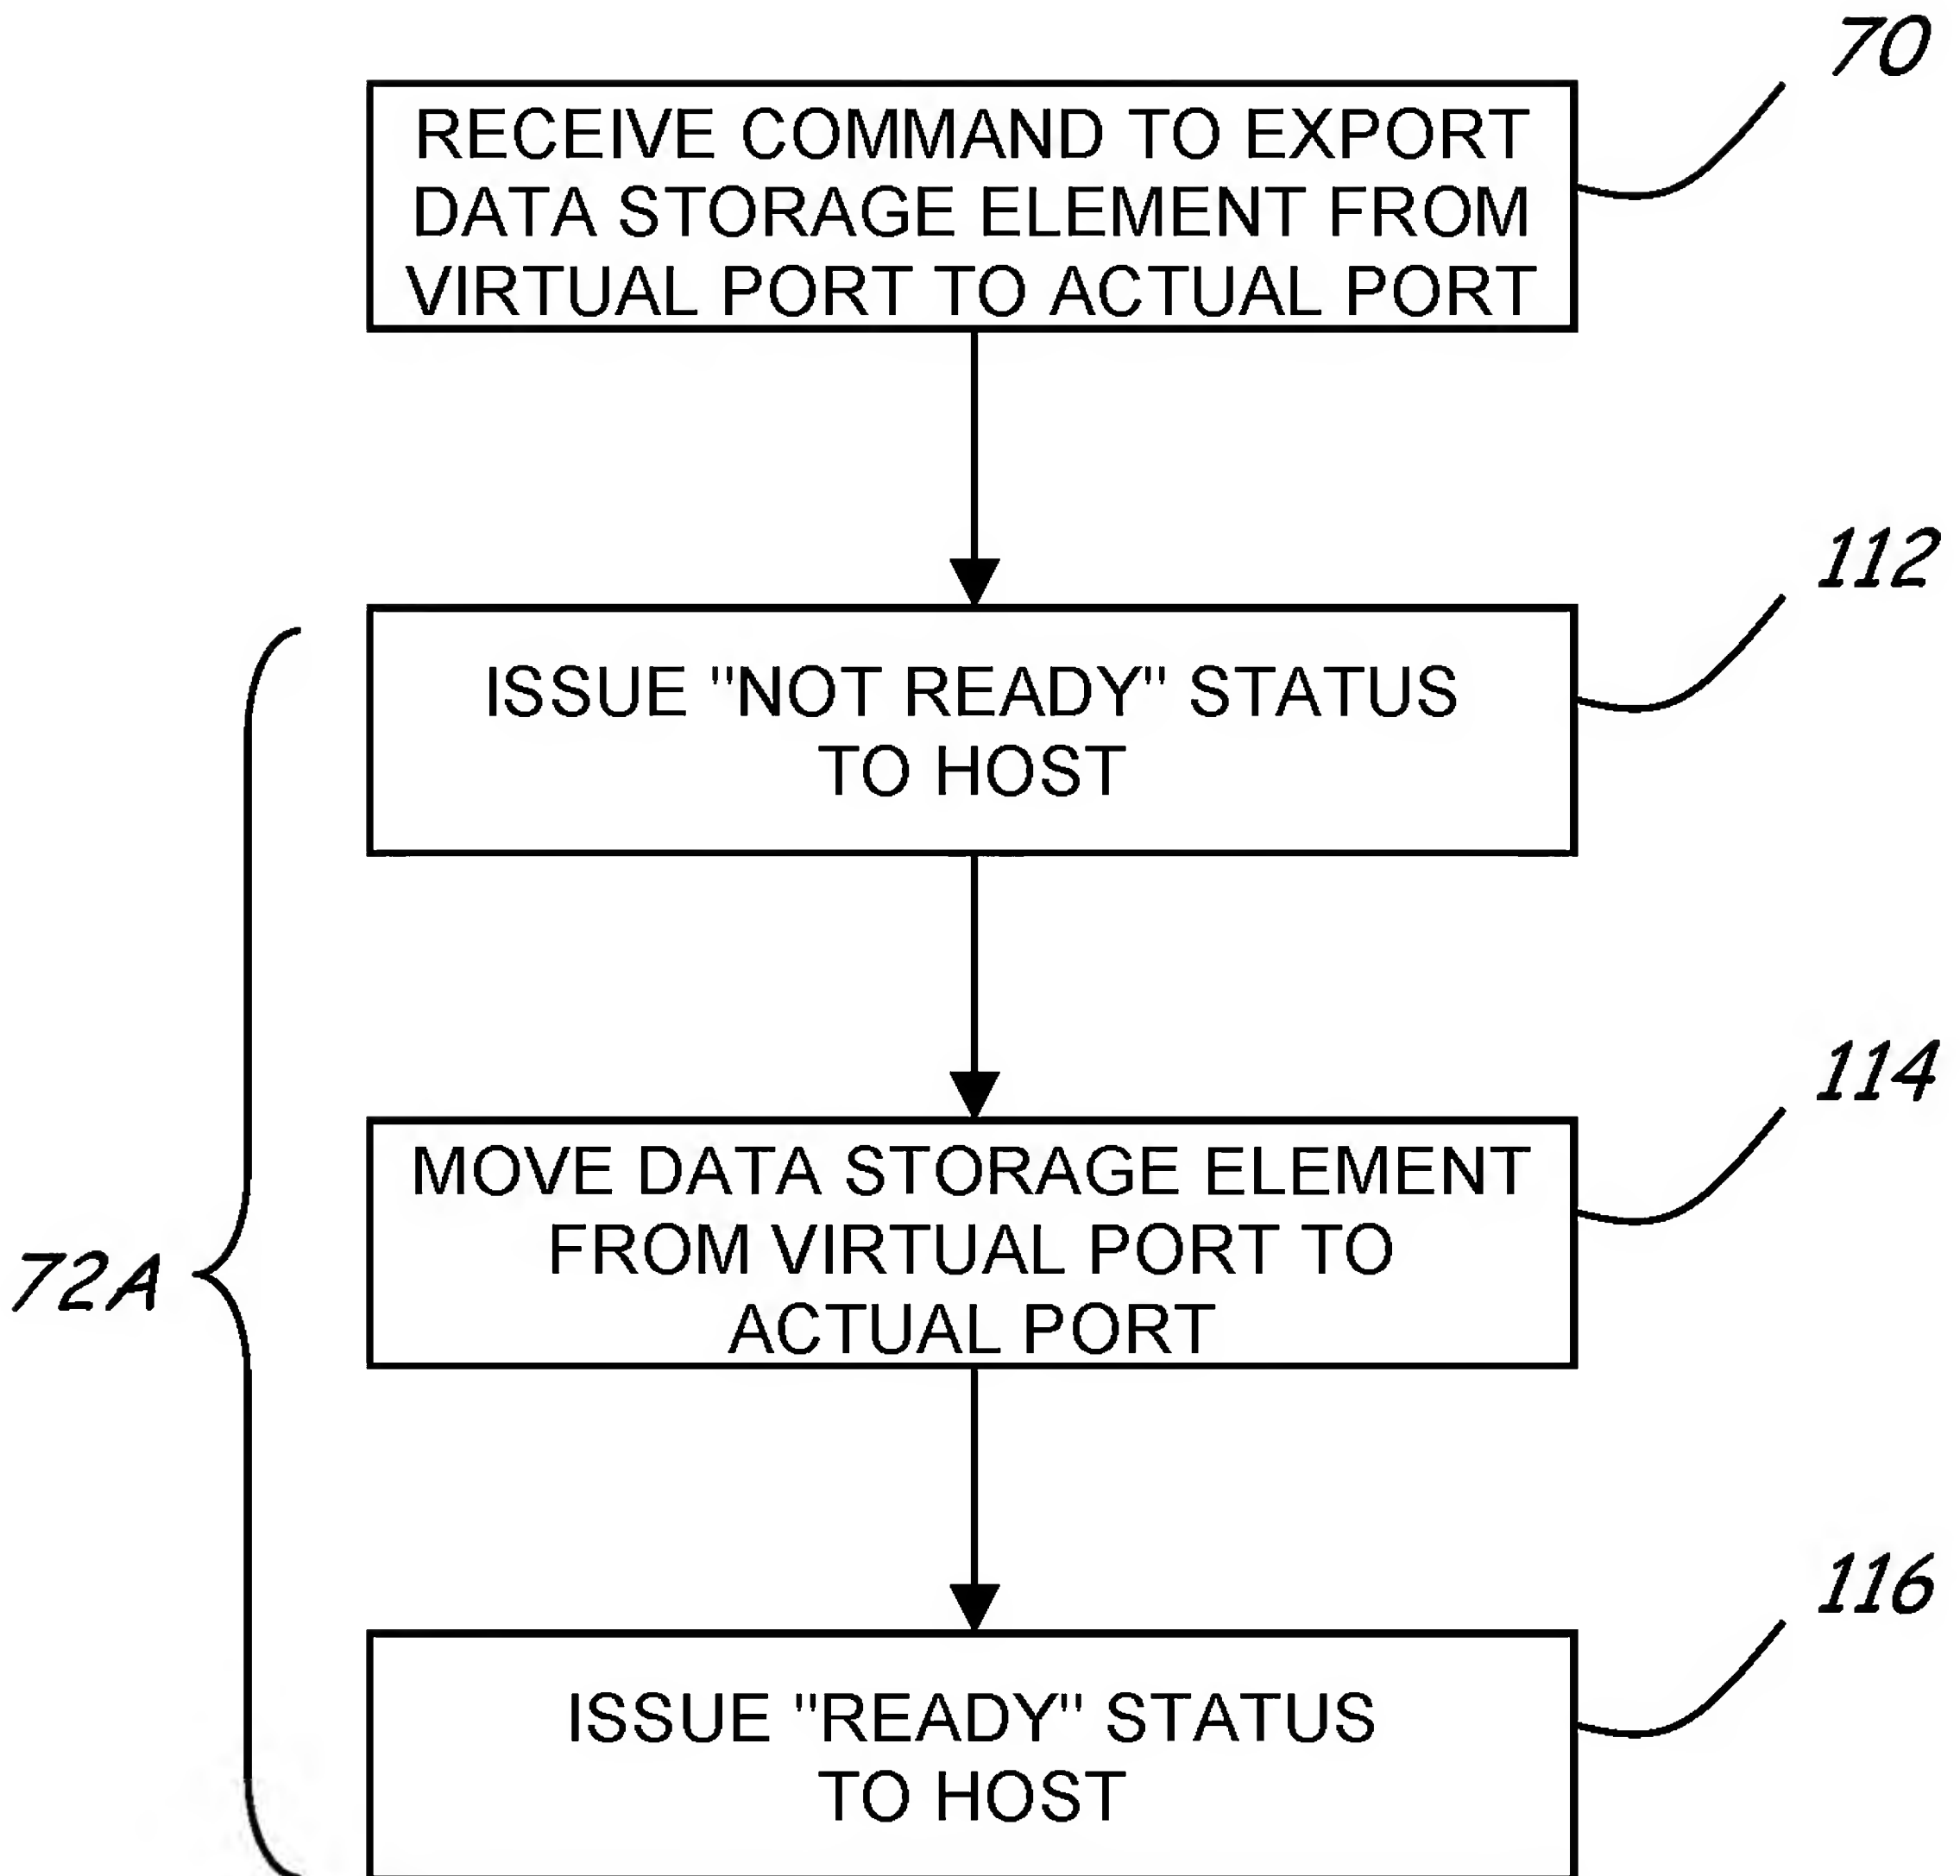 70
RECEIVE COMMAND TO EXPORT
DATA STORAGE ELEMENT FROM
VIRTUAL PORT TO ACTUAL PORT
112
ISSUE "NOT READY" STATUS
TO HOST
114
MOVE DATA STORAGE ELEMENT
FROM VIRTUAL PORT TO
ACTUAL PORT
72A
116
ISSUE "READY" STATUS
TO HOST